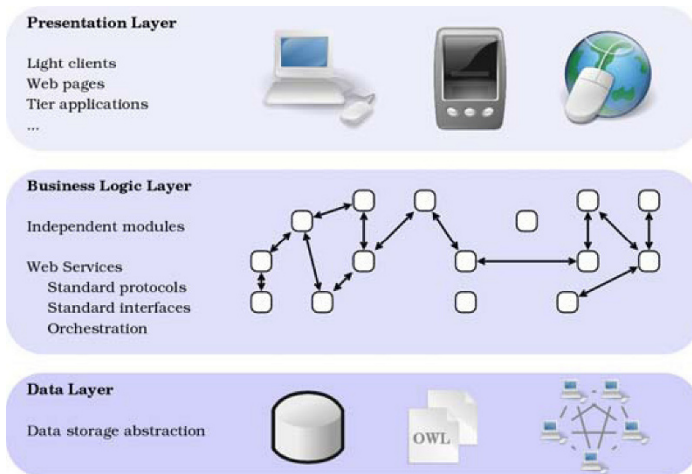 Presentation Layer
Light clients
Web pages
Tier applications
...
Business Logic Layer
Independent modules
Web Services
Standard protocols
Standard interfaces
Orchestration
Data Layer
Data storage abstraction
OWL